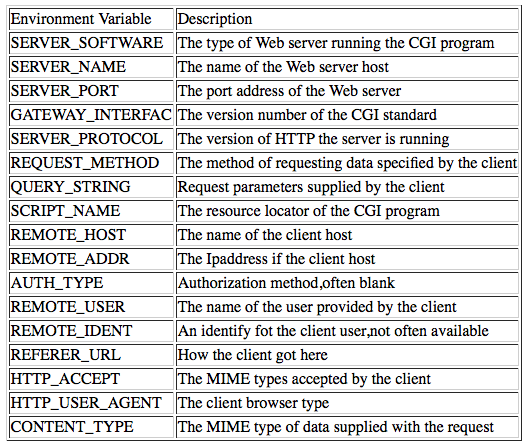 Environment Variable Description
SERVER_SOFTWARE The type of Web server running the CGI program
SERVER_NAME The name of the Web server host
SERVER_PORT The port address of the Web server
GATEWAY_INTERFAC The version number of the CGI standard
SERVER_PROTOCOL The version of HTTP the server is running
REQUEST_METHOD The method of requesting data specified by the client
QUERY_STRING Request parameters supplied by the client
SCRIPT_NAME The resource locator of the CGI program
REMOTE_HOST The name of the client host
REMOTE_ADDR The Ipaddress if the client host
AUTH_TYPE Authorization method,often blank
REMOTE_USER The name of the user provided by the client
REMOTE_IDENT An identify fot the client user,not often available
REFERER_URL How the client got here
HTTP_ACCEPT The MIME types accepted by the client
HTTP_USER_AGENT The client browser type
CONTENT_TYPE The MIME type of data supplied with the request